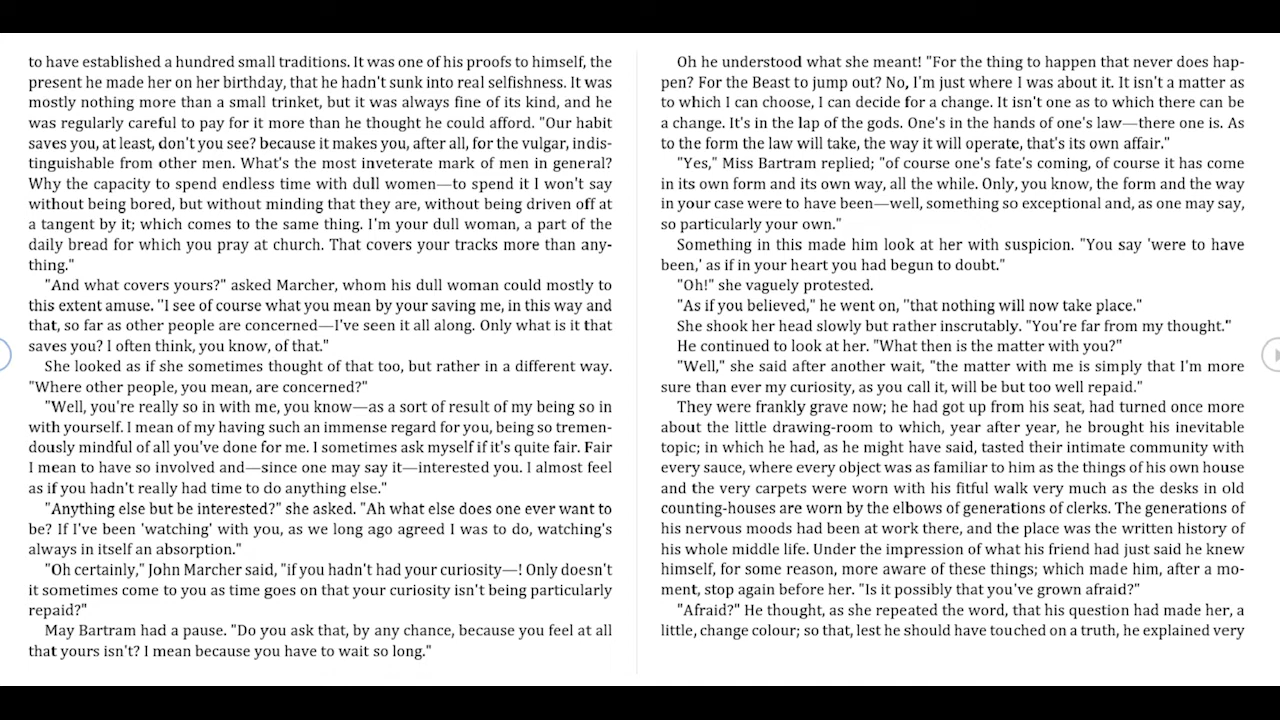 to have established a hundred small traditions. It was one of his proofs to himself, the
present he made her on her birthday, that he hadn't sunk into real selfishness. It was
mostly nothing more than a small trinket, but it was always fine of its kind, and he
was regularly careful to pay for it more than he thought he could afford. "Our habit
saves you, at least, don't you see? because it makes you, after all, for the vulgar, indis-
tinguishable from other men. What's the most inveterate mark of men in general?
Why the capacity to spend endless time with dull women—to spend it I won't say
without being bored, but without minding that they are, without being driven off at
a tangent by it; which comes to the same thing. I'm your dull woman, a part of the
daily bread for which you pray at church. That covers your tracks more than any-
thing."
"And what covers yours?" asked Marcher, whom his dull woman could mostly to
this extent amuse. "I see of course what you mean by your saving me, in this way and
that, so far as other people are concerned—I've seen it all along. Only what is it that
saves you? I often think, you know, of that."
She looked as if she sometimes thought of that too, but rather in a different way.
"Where other people, you mean, are concerned?"
"Well, you're really so in with me, you know—as a sort of result of my being so in
with yourself. I mean of my having such an immense regard for you, being so tremen-
dously mindful of all you've done for me. I sometimes ask myself if it's quite fair. Fair
I mean to have so involved and—since one may say it—interested you. I almost feel
as if you hadn't really had time to do anything else."
"Anything else but be interested?" she asked. "Ah what else does one ever want to
be? If I've been 'watching' with you, as we long ago agreed I was to do, watching's
always in itself an absorption."
"Oh certainly," John Marcher said, "if you hadn't had your curiosity—! Only doesn't
it sometimes come to you as time goes on that your curiosity isn't being particularly
repaid?"
May Bartram had a pause. "Do you ask that, by any chance, because you feel at all
that yours isn't? I mean because you have to wait so long."
Oh he understood what she meant! "For the thing to happen that never does hap-
pen? For the Beast to jump out? No, I'm just where I was about it. It isn't a matter as
to which I can choose, I can decide for a change. It isn't one as to which there can be
a change. It's in the lap of the gods. One's in the hands of one's law—there one is. As
to the form the law will take, the way it will operate, that's its own affair."
"Yes," Miss Bartram replied; "of course one's fate's coming, of course it has come
in its own form and its own way, all the while. Only, you know, the form and the way
in your case were to have been—well, something so exceptional and, as one may say,
so particularly your own."
Something in this made him look at her with suspicion. "You say 'were to have
been,' as if in your heart you had begun to doubt."
"Oh!" she vaguely protested.
"As if you believed," he went on, "that nothing will now take place."
She shook her head slowly but rather inscrutably. "You're far from my thought."
He continued to look at her. "What then is the matter with you?"
"Well," she said after another wait, "the matter with me is simply that I'm more
sure than ever my curiosity, as you call it, will be but too well repaid."
They were frankly grave now; he had got up from his seat, had turned once more
about the little drawing-room to which, year after year, he brought his inevitable
topic; in which he had, as he might have said, tasted their intimate community with
every sauce, where every object was as familiar to him as the things of his own house
and the very carpets were worn with his fitful walk very much as the desks in old
counting-houses are worn by the elbows of generations of clerks. The generations of
his nervous moods had been at work there, and the place was the written history of
his whole middle life. Under the impression of what his friend had just said he knew
himself, for some reason, more aware of these things; which made him, after a mo-
ment, stop again before her. "Is it possibly that you've grown afraid?"
"Afraid?" He thought, as she repeated the word, that his question had made her, a
little, change colour; so that, lest he should have touched on a truth, he explained very